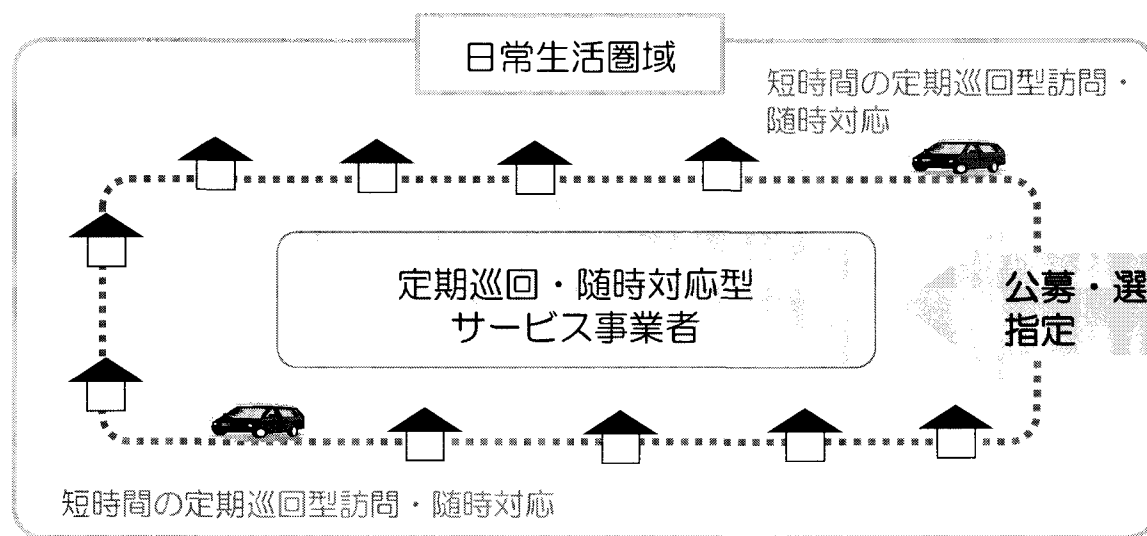 日常生活圏域
短時間の定期巡回型訪問・
随時対応
定期巡回・随時対応型
サービス事業者
公募・選
指定
短時間の定期巡回型訪問・随時対応